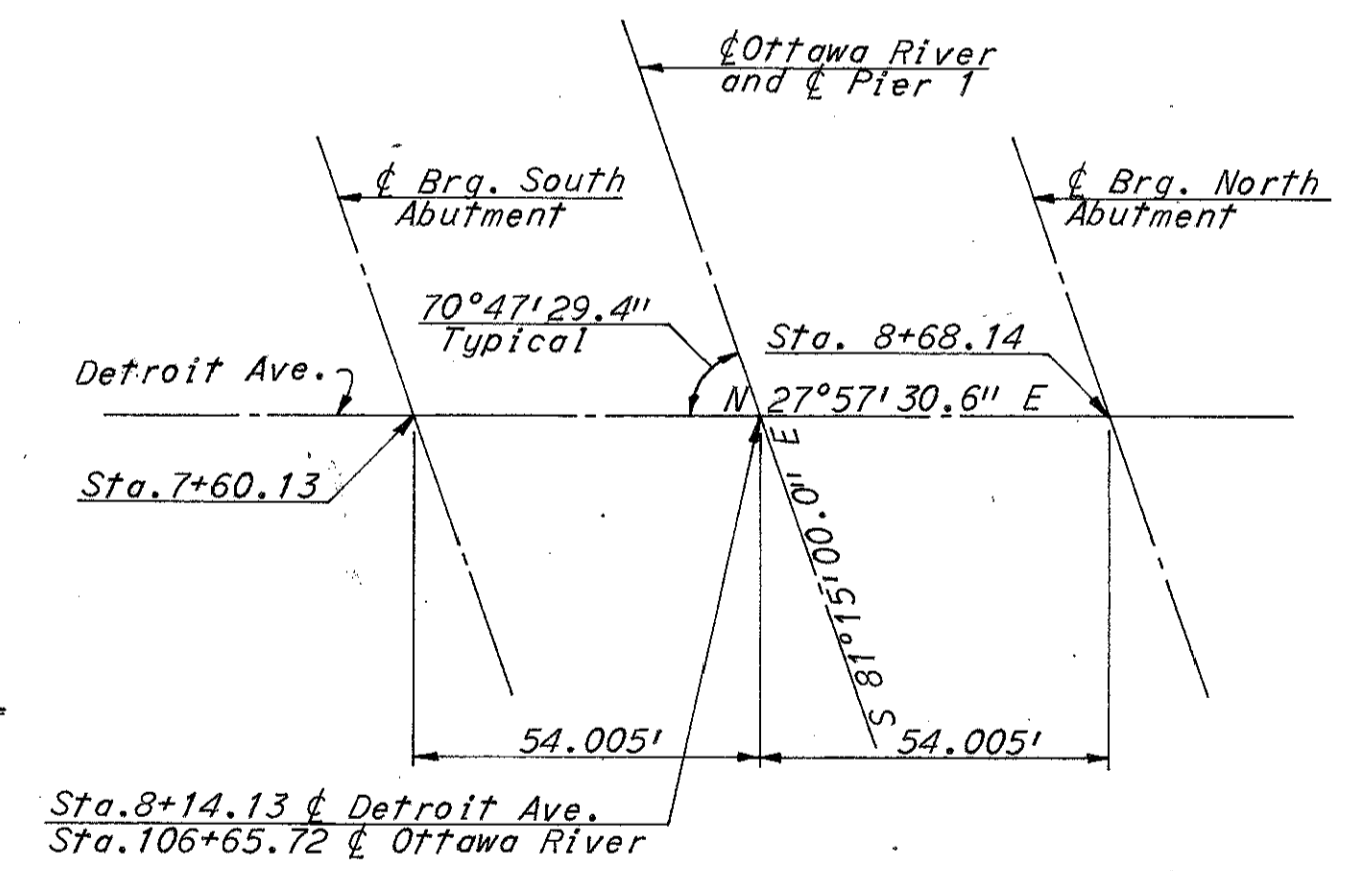 ℄ Ottawa River
and ℄ Pier 1
℄ Brg. South
Abutment
℄ Brg. North
Abutment
70°47'29.4"
Typical
Sta. 8+68.14
Detroit Ave.
N 27°57'30.6" E
Sta.7+60.13
S 81°15'00.0" E
54.005'
54.005'
Sta.8+14.13 ℄ Detroit Ave.
Sta.106+65.72 ℄ Ottawa River